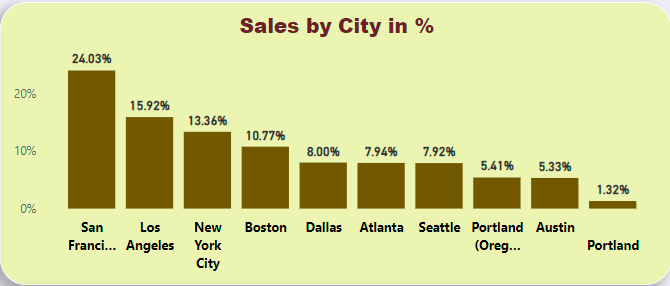 Sales by City in %
24.03%
15.92%
13.36%
10.77%
8.00%
7.94%
7.92%
5.41%
5.33%
1.32%
20%
10%
0%
San
Franci...
Los
Angeles
New
York
City
Boston
Dallas
Atlanta
Seattle
Portland
(Oreg...
Austin
Portland